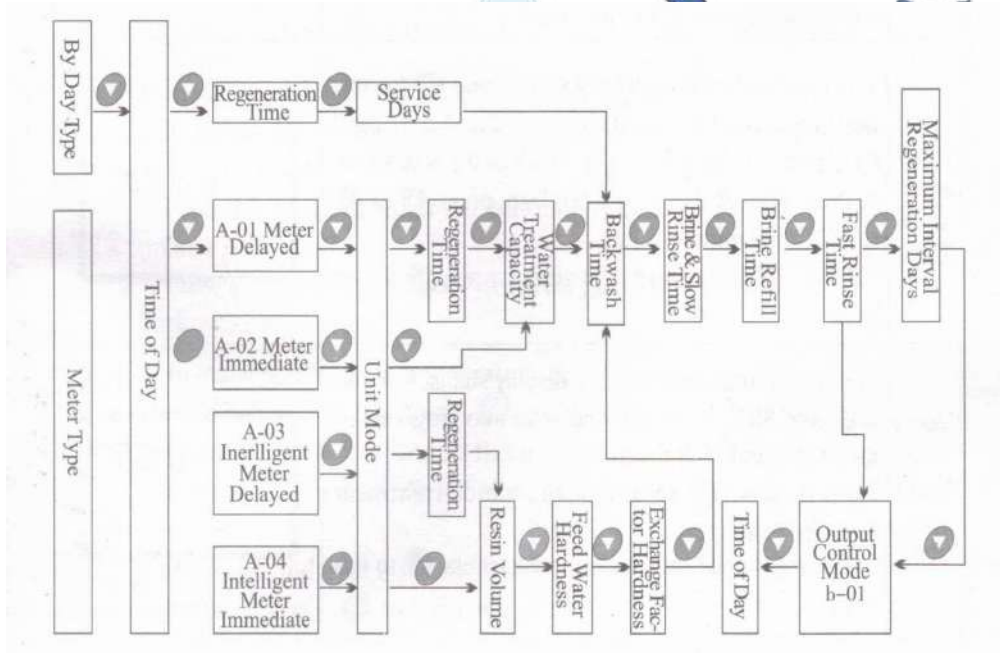 By Day Type
Meter Type
Time of Day
Regeneration
Time
Service
Days
A-01 Meter
Delayed
A-02 Meter
Immediate
A-03
Inerlligent
Meter
Delayed
A-04
Intelligent
Meter
Immediate
Unit Mode
Regeneration
Time
Water
Treatment
Capacity
Backwash
Time
Brine & Slow
Rinse Time
Brine Refill
Time
Fast Rinse
Time
Maximum Interval
Regeneration Days
Regeneration
Time
Resin Volume
Feed Water
Hardness
Exchange Fac-
tor Hardness
Time of Day
Output
Control
Mode
b-01